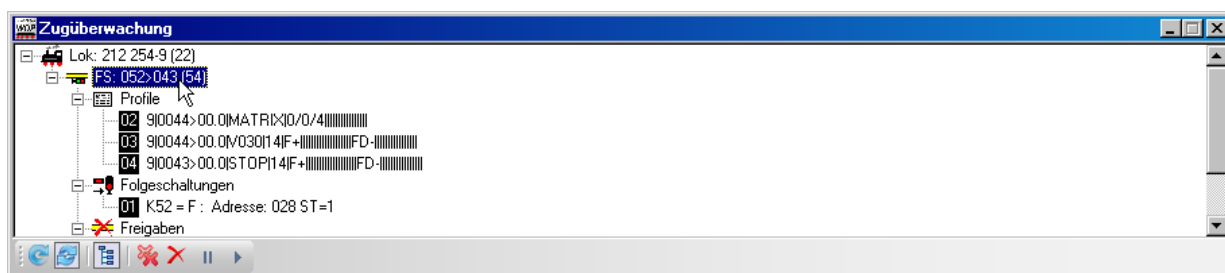 Zugüberwachung
Lok: 212 254-9 (22)
FS: 052>043 (54)
Profile
02 9|0044>00.0|MATRIX|0/0/4|||||||||||||||
03 9|0044>00.0|V030|14|F+||||||||||||||||||FD-|||||||||||||||
04 9|0043>00.0|STOP|14|F+||||||||||||||||||FD-|||||||||||||||
Folgeschaltungen
01 K52 = F : Adresse: 028 ST=1
Freigaben